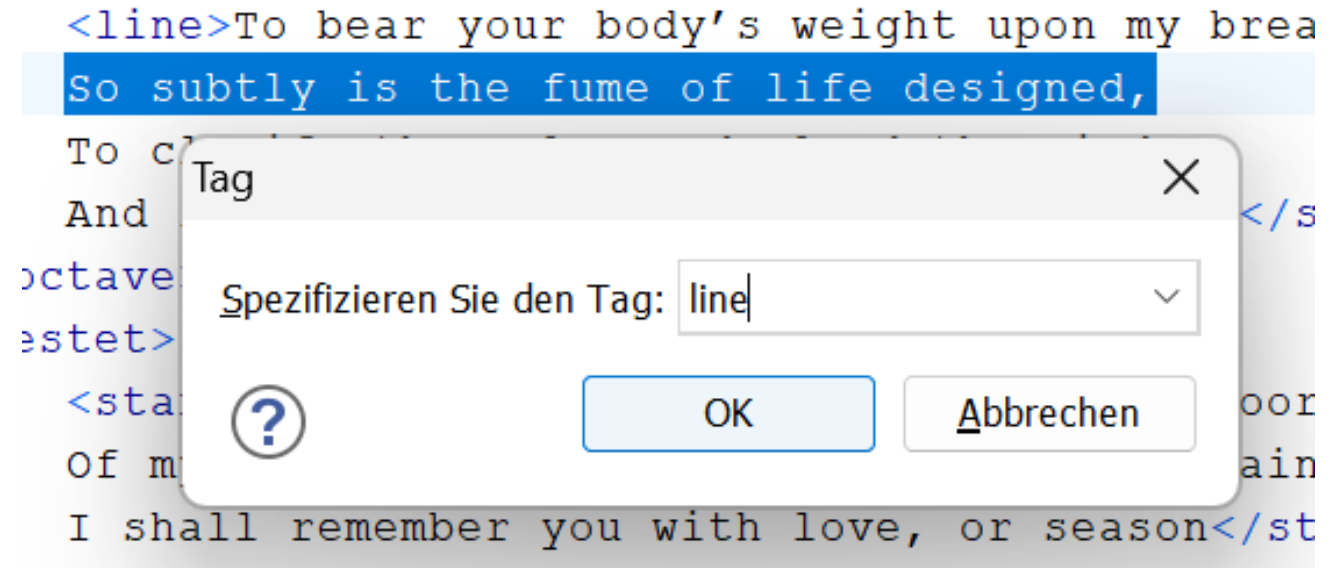 <line>To bear your body’s weight upon my brea
So subtly is the fume of life designed,
To c
And
</s
octave
Tag
Spezifizieren Sie den Tag: line
estet>
<sta
oor
OK
Abbrechen
?
Of m
ain
I shall remember you with love, or season</st